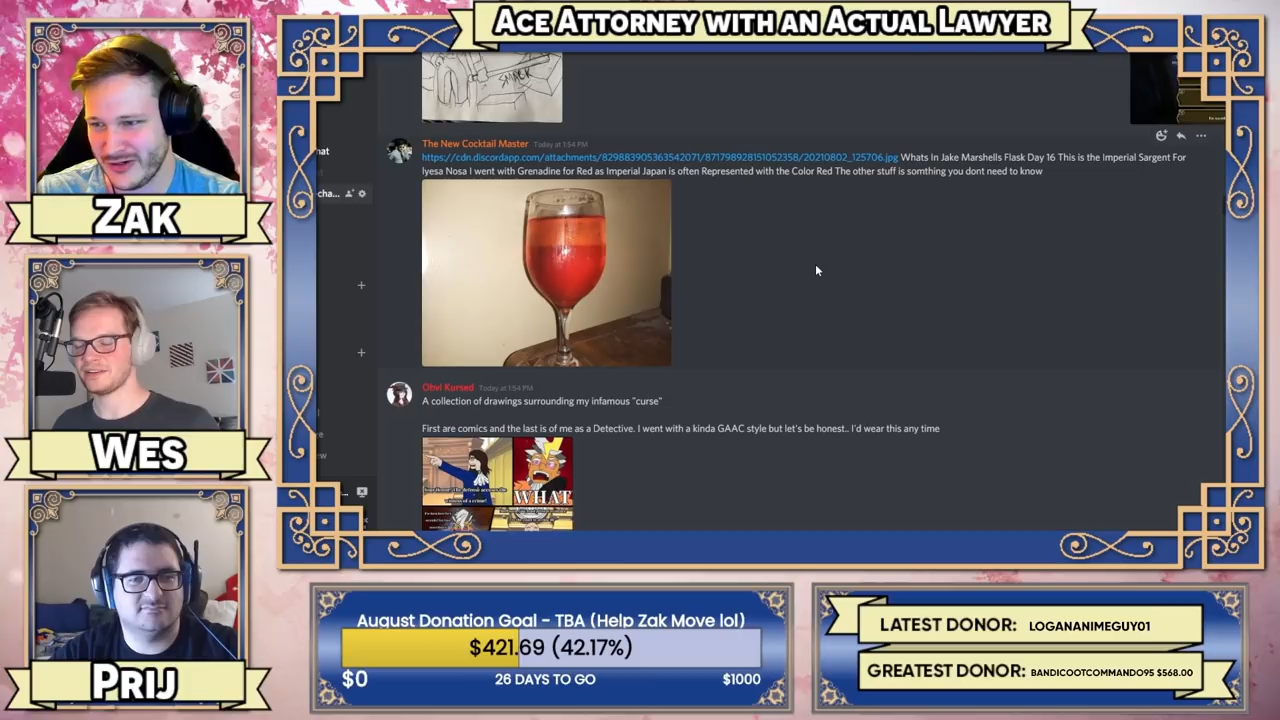 ACE ATTORNEY WITH AN ACTUAL LAWYER
ZAK
WES
PRIJ
SMACK
hat
cha...
The New Cocktail Master Today at 1:54 PM
https://cdn.discordapp.com/attachments/829883905363542071/871798928151052358/20210802_125706.jpg Whats In Jake Marshells Flask Day 16 This is the Imperial Sargent For
Iyesa Nosa I went with Grenadine for Red as Imperial Japan is often Represented with the Color Red The other stuff is somthing you dont need to know
Ohvi Kursed Today at 1:54 PM
A collection of drawings surrounding my infamous "curse"
First are comics and the last is of me as a Detective. I went with a kinda GAAC style but let's be honest.. I'd wear this any time
WHAT
August Donation Goal - TBA (Help Zak Move lol)
$421.69 (42.17%)
$0
26 DAYS TO GO
$1000
LATEST DONOR: LOGANANIMEGUY01
GREATEST DONOR: BANDICOOTCOMMANDO95 $568.00